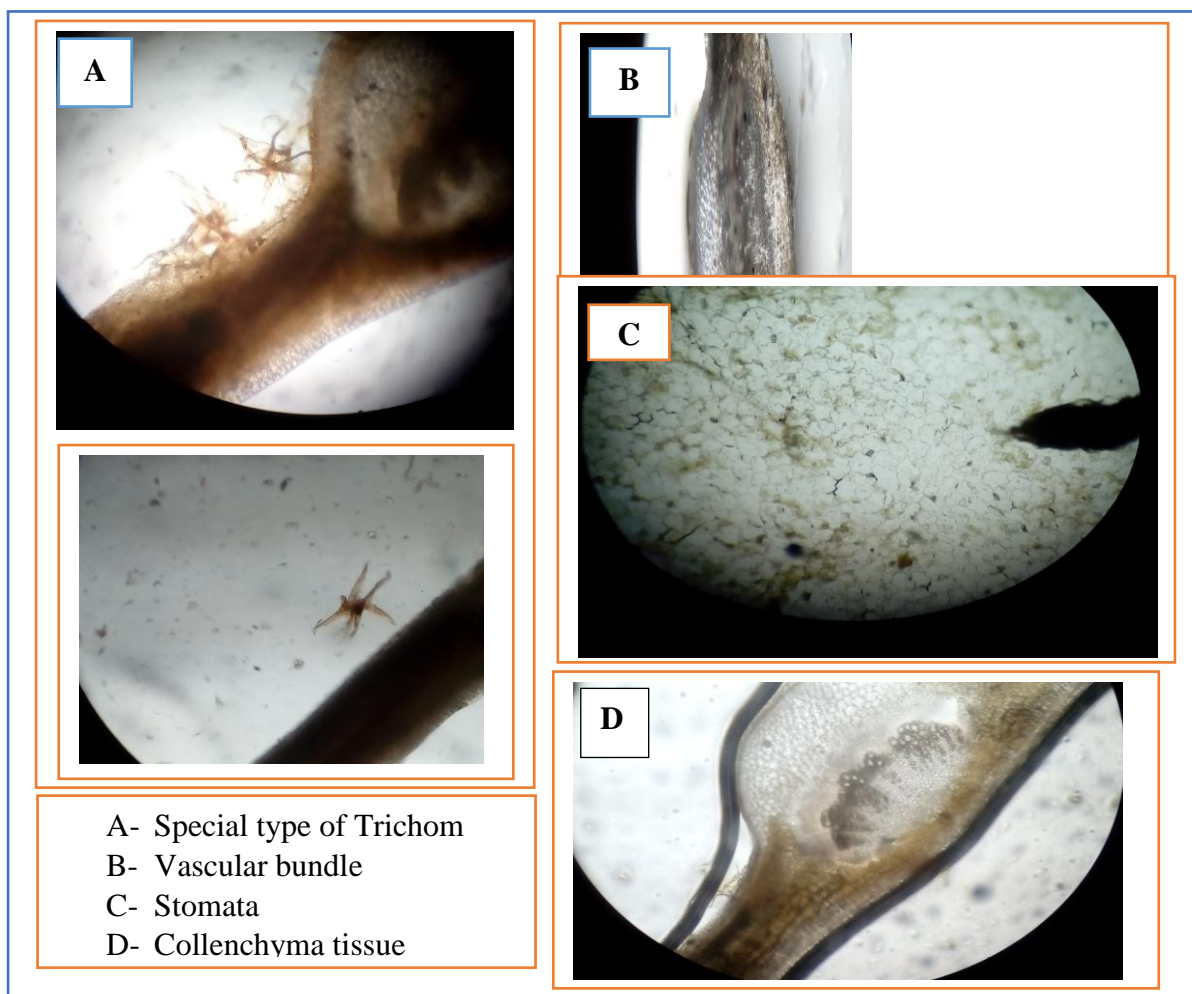 A
B
C
D
A- Special type of Trichom
B- Vascular bundle
C- Stomata
D- Collenchyma tissue